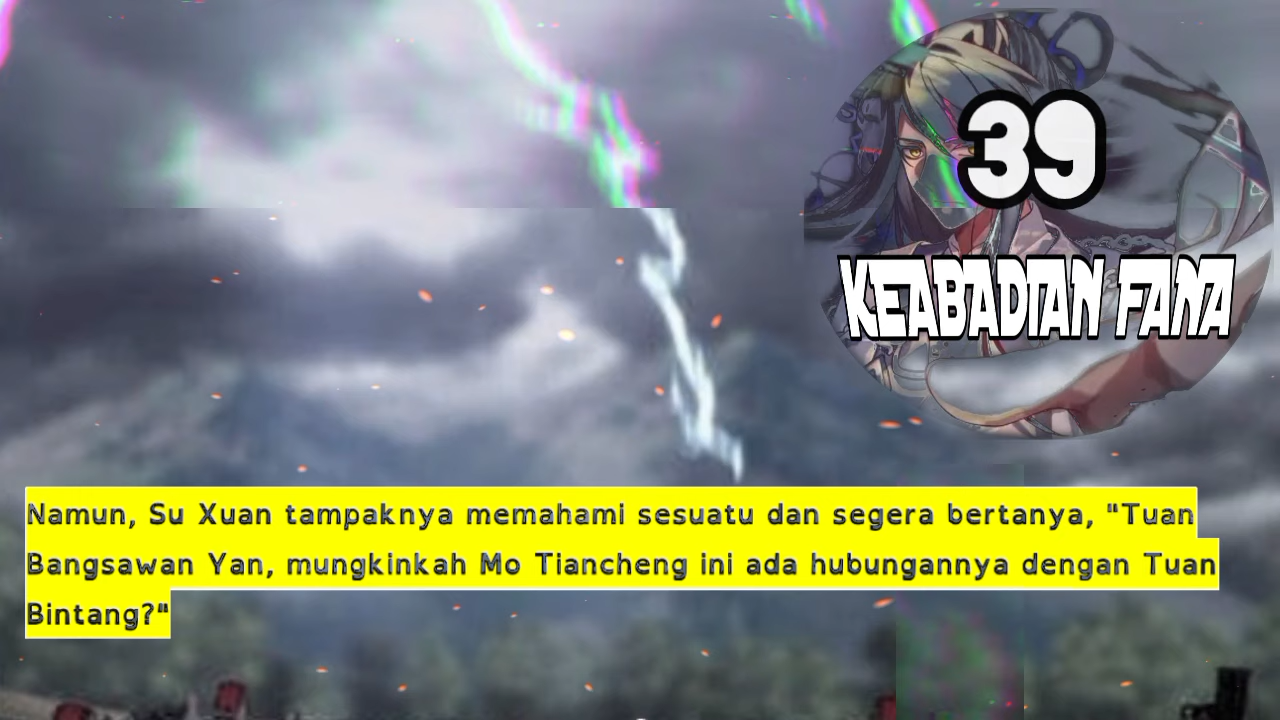 39
KEABADIAN FANA
Namun, Su Xuan tampaknya memahami sesuatu dan segera bertanya, "Tuan
Bangsawan Yan, mungkinkah Mo Tiancheng ini ada hubungannya dengan Tuan
Bintang?"